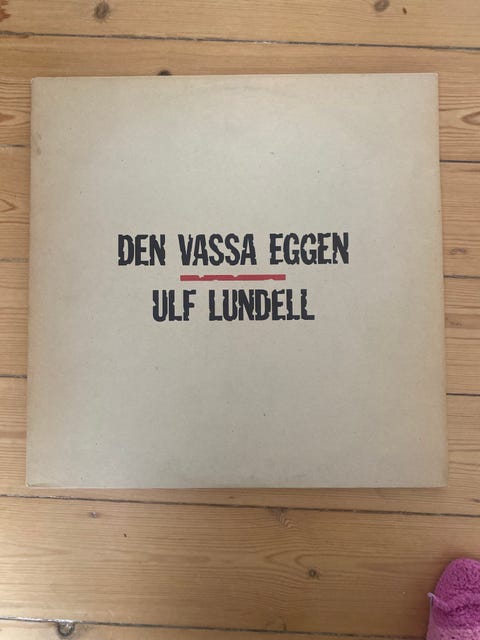 DEN VASSA EGGEN
ULF LUNDELL